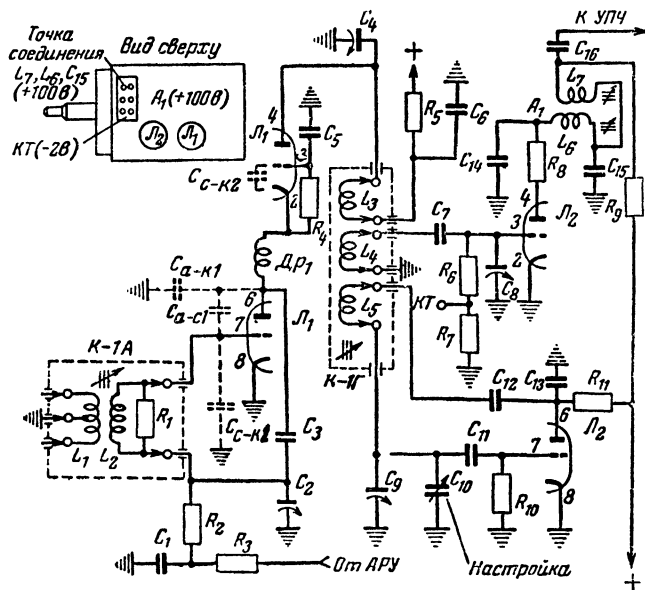 Точка
соединения
L7, L6, C15
(+100в)
Вид сверху
A1(+100в)
Л2 Л1
КТ(-2в)
C4
К УПЧ
C16
L7
A1
L6
C15
C14
R8
R9
4
Л1
3
2
C5
Cс-к2
R4
R5
C6
L3
L4
L5
К-1Г
C7
R6
КТ
R7
C8
4
3
2
Л2
ДР1
Cа-к1
Cа-с1
6
7
8
Л1
Cс-к1
К-1А
L1 L2
R1
C3
C2
R2
C1
R3
От АРУ
C9
C10
C11
C12
C13
R10
R11
6
7
8
Л2
Настройка
+
+